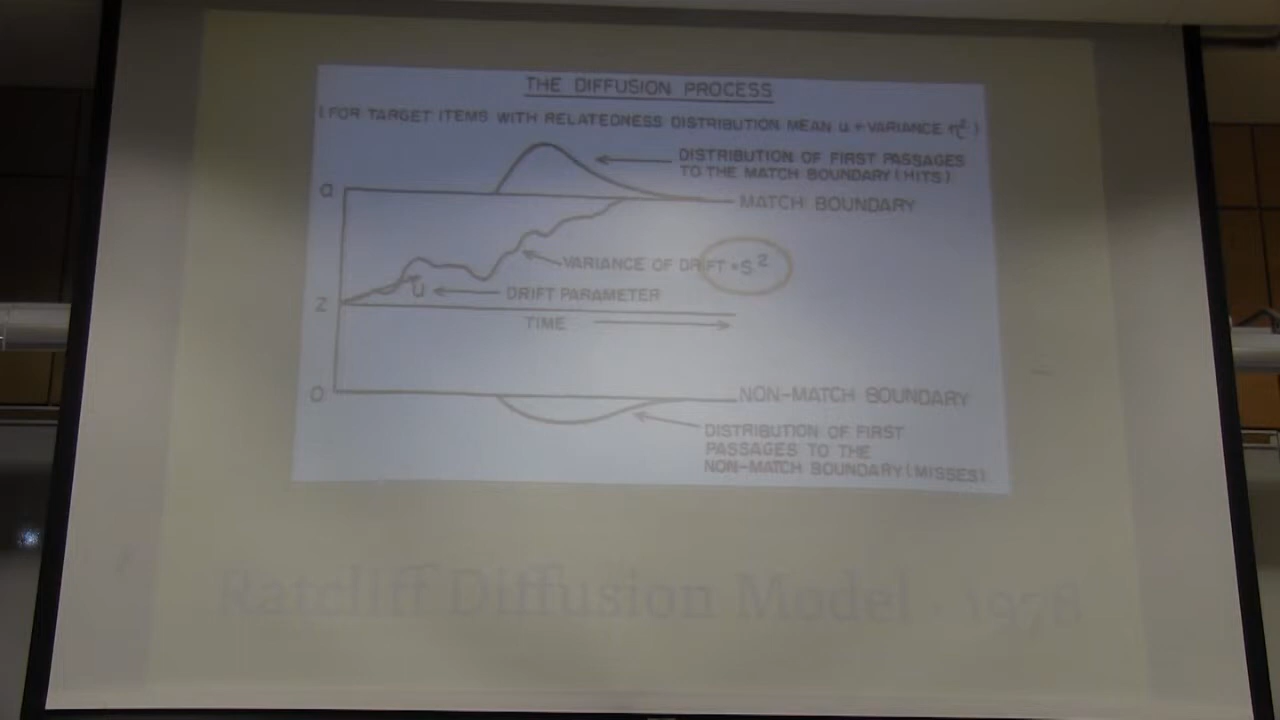 THE DIFFUSION PROCESS
(FOR TARGET ITEMS WITH RELATEDNESS DISTRIBUTION MEAN u + VARIANCE η²)
DISTRIBUTION OF FIRST PASSAGES
TO THE MATCH BOUNDARY (HITS)
a
MATCH BOUNDARY
VARIANCE OF DRIFT = S²
u
DRIFT PARAMETER
Z
TIME
O
NON-MATCH BOUNDARY
DISTRIBUTION OF FIRST
PASSAGES TO THE
NON-MATCH BOUNDARY (MISSES)
Ratcliff Diffusion Model - 1978